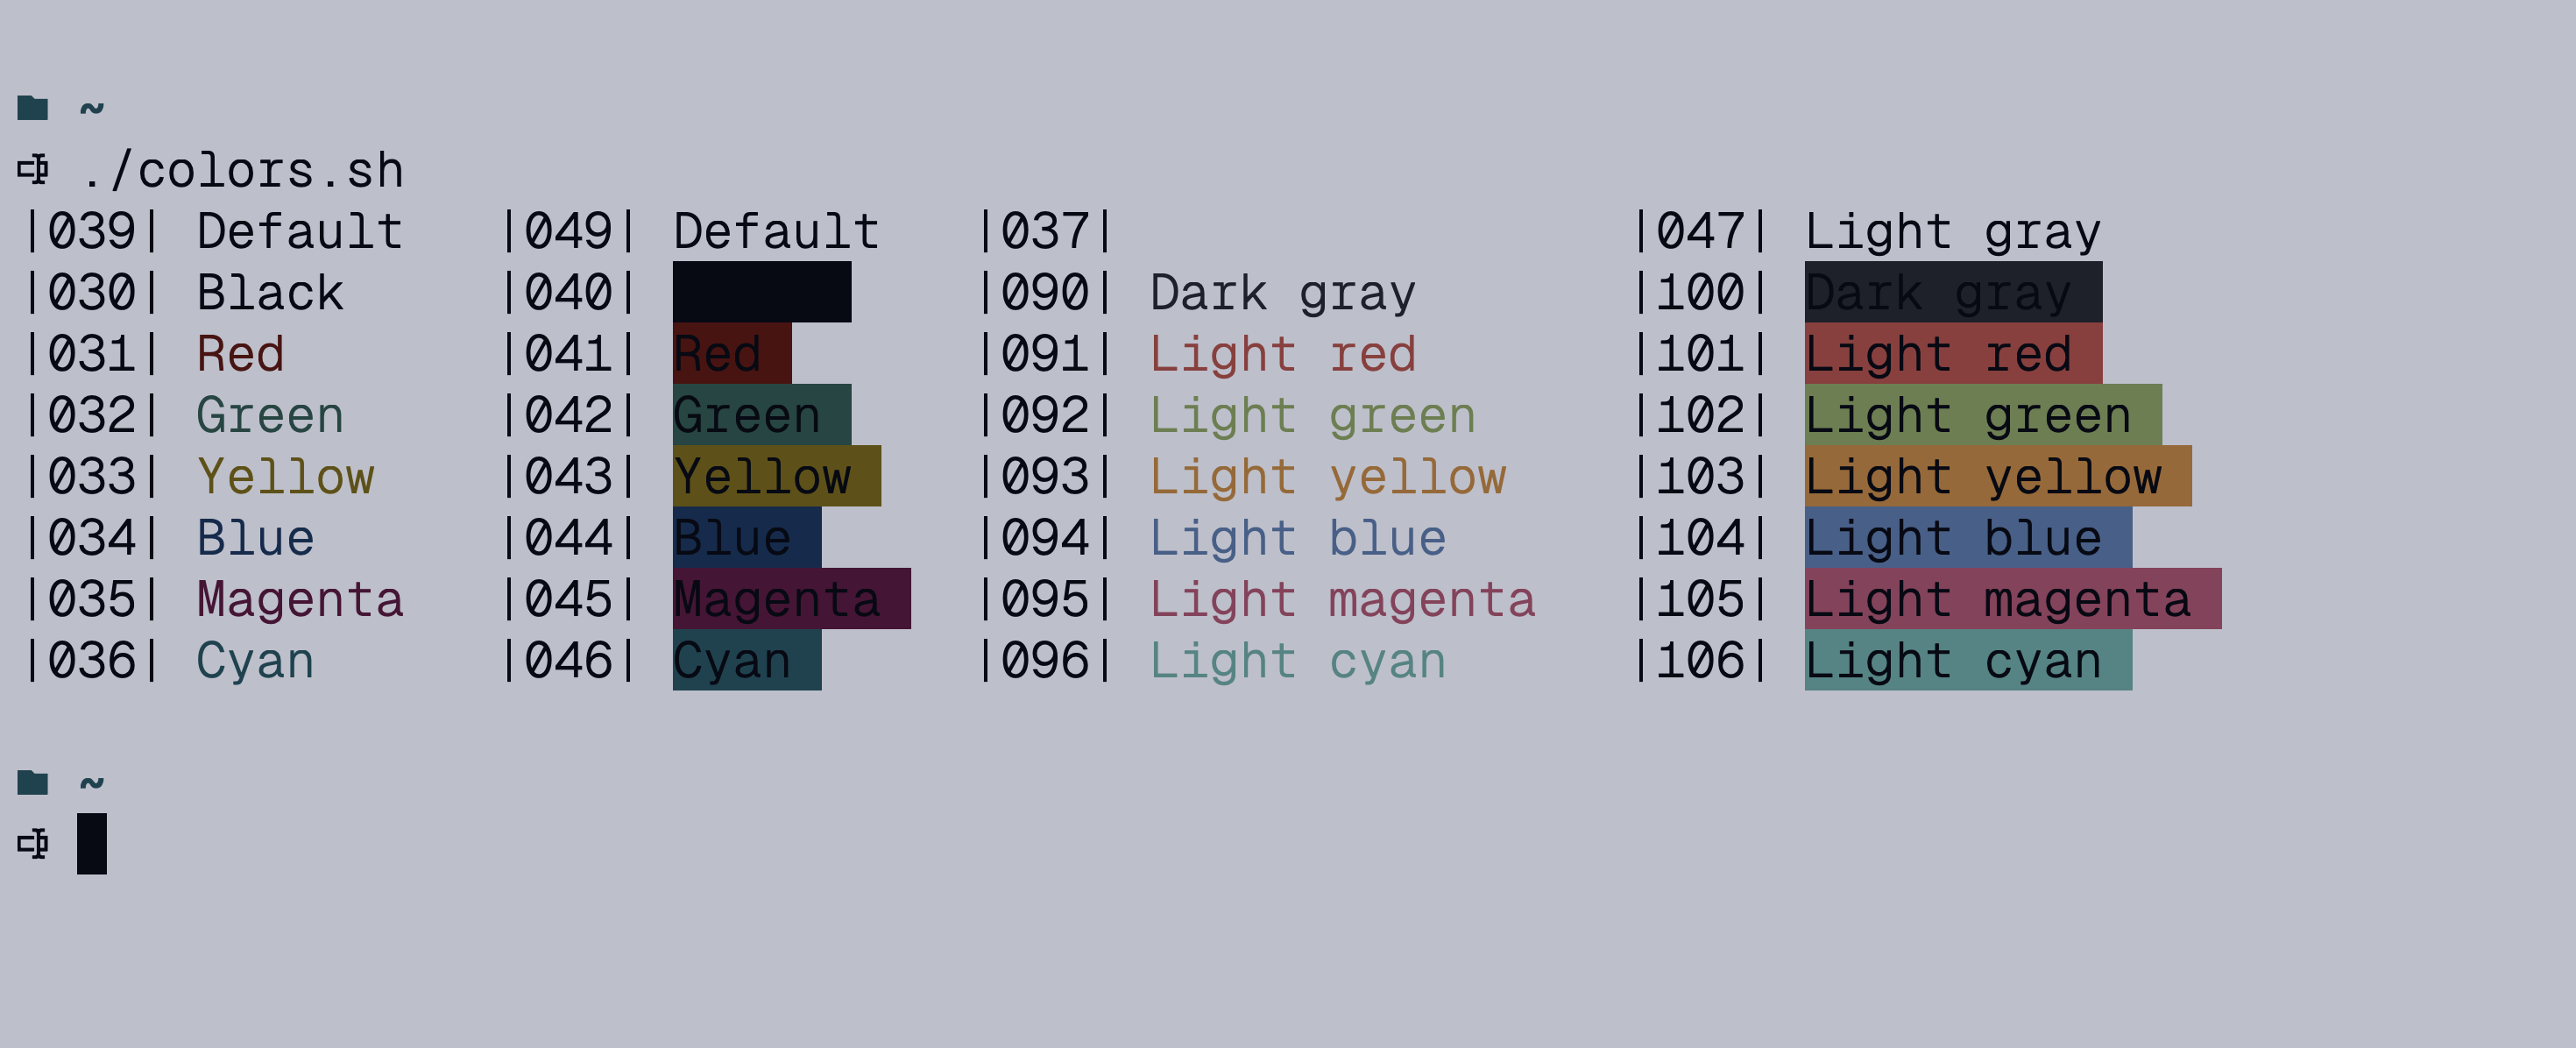 ~
./colors.sh
|039| Default |049| Default |037| |047| Light gray
|030| Black |040| |090| Dark gray |100| Dark gray
|031| Red |041| Red |091| Light red |101| Light red
|032| Green |042| Green |092| Light green |102| Light green
|033| Yellow |043| Yellow |093| Light yellow |103| Light yellow
|034| Blue |044| Blue |094| Light blue |104| Light blue
|035| Magenta |045| Magenta |095| Light magenta |105| Light magenta
|036| Cyan |046| Cyan |096| Light cyan |106| Light cyan
~